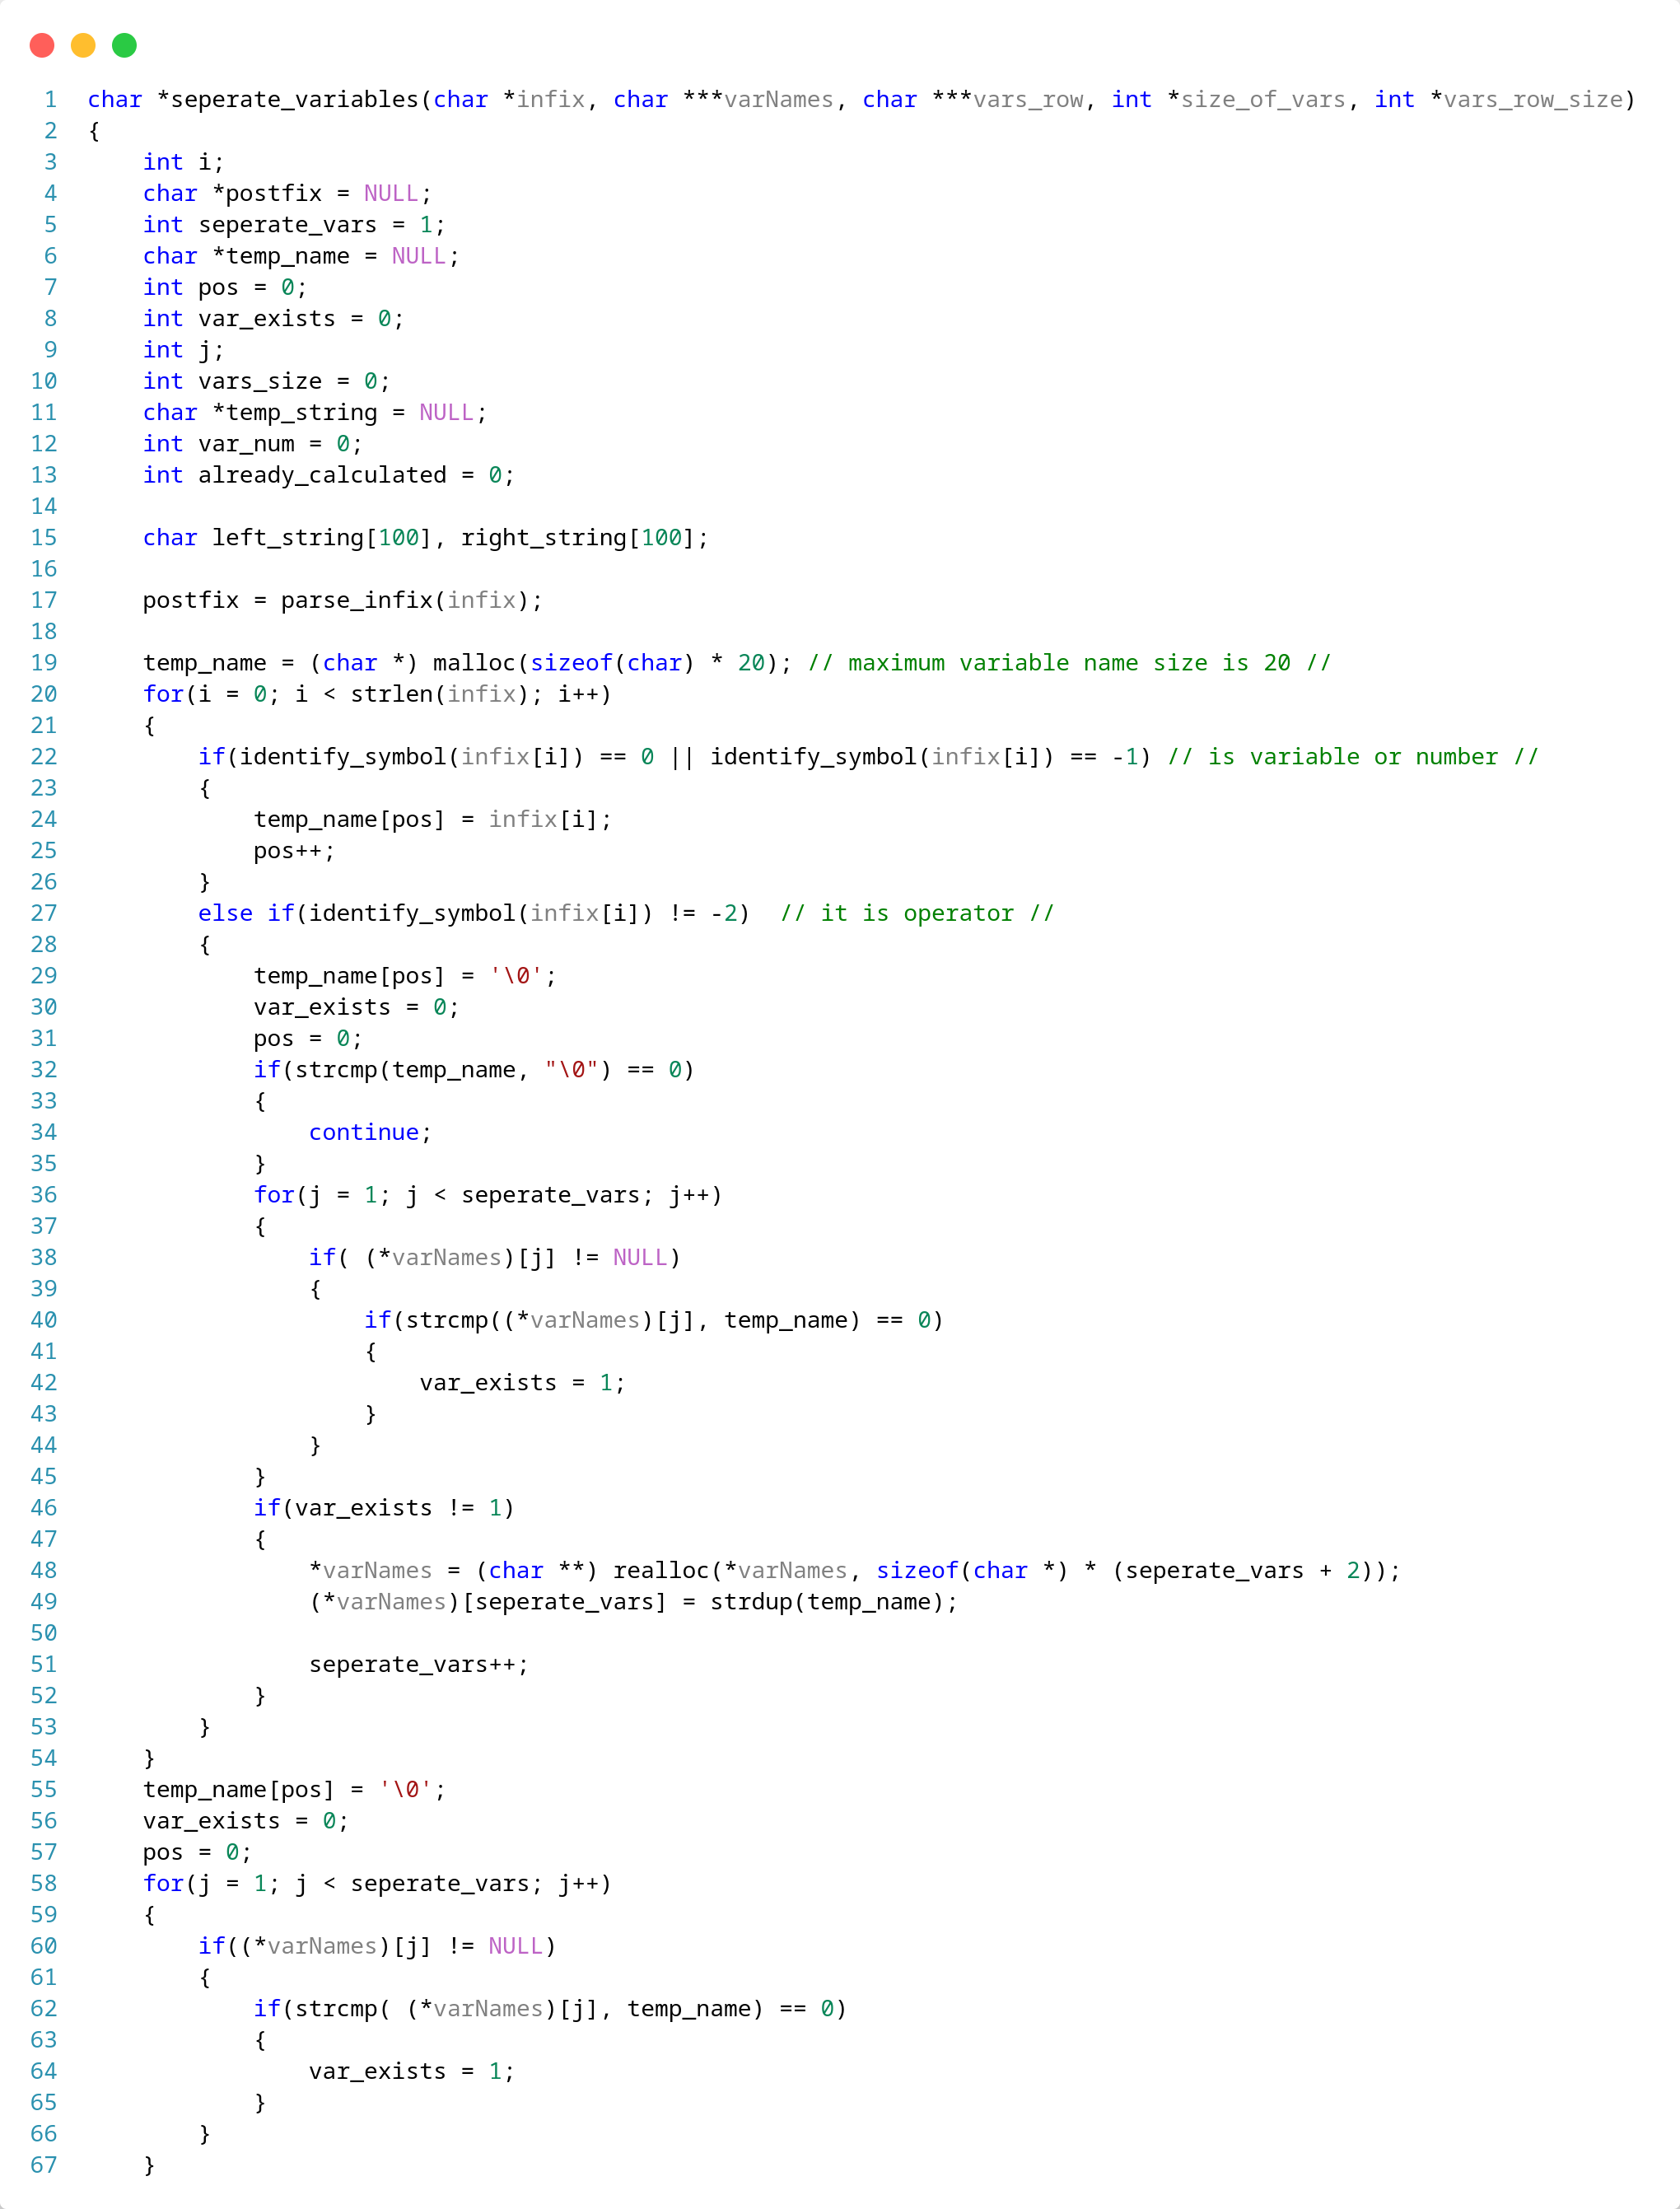 1 char *seperate_variables(char *infix, char ***varNames, char ***vars_row, int *size_of_vars, int *vars_row_size)
2 {
3     int i;
4     char *postfix = NULL;
5     int seperate_vars = 1;
6     char *temp_name = NULL;
7     int pos = 0;
8     int var_exists = 0;
9     int j;
10     int vars_size = 0;
11     char *temp_string = NULL;
12     int var_num = 0;
13     int already_calculated = 0;
14
15     char left_string[100], right_string[100];
16
17     postfix = parse_infix(infix);
18
19     temp_name = (char *) malloc(sizeof(char) * 20); // maximum variable name size is 20 //
20     for(i = 0; i < strlen(infix); i++)
21     {
22         if(identify_symbol(infix[i]) == 0 || identify_symbol(infix[i]) == -1) // is variable or number //
23         {
24             temp_name[pos] = infix[i];
25             pos++;
26         }
27         else if(identify_symbol(infix[i]) != -2)  // it is operator //
28         {
29             temp_name[pos] = '\0';
30             var_exists = 0;
31             pos = 0;
32             if(strcmp(temp_name, "\0") == 0)
33             {
34                 continue;
35             }
36             for(j = 1; j < seperate_vars; j++)
37             {
38                 if( (*varNames)[j] != NULL)
39                 {
40                     if(strcmp((*varNames)[j], temp_name) == 0)
41                     {
42                         var_exists = 1;
43                     }
44                 }
45             }
46             if(var_exists != 1)
47             {
48                 *varNames = (char **) realloc(*varNames, sizeof(char *) * (seperate_vars + 2));
49                 (*varNames)[seperate_vars] = strdup(temp_name);
50
51                 seperate_vars++;
52             }
53         }
54     }
55     temp_name[pos] = '\0';
56     var_exists = 0;
57     pos = 0;
58     for(j = 1; j < seperate_vars; j++)
59     {
60         if((*varNames)[j] != NULL)
61         {
62             if(strcmp( (*varNames)[j], temp_name) == 0)
63             {
64                 var_exists = 1;
65             }
66         }
67     }